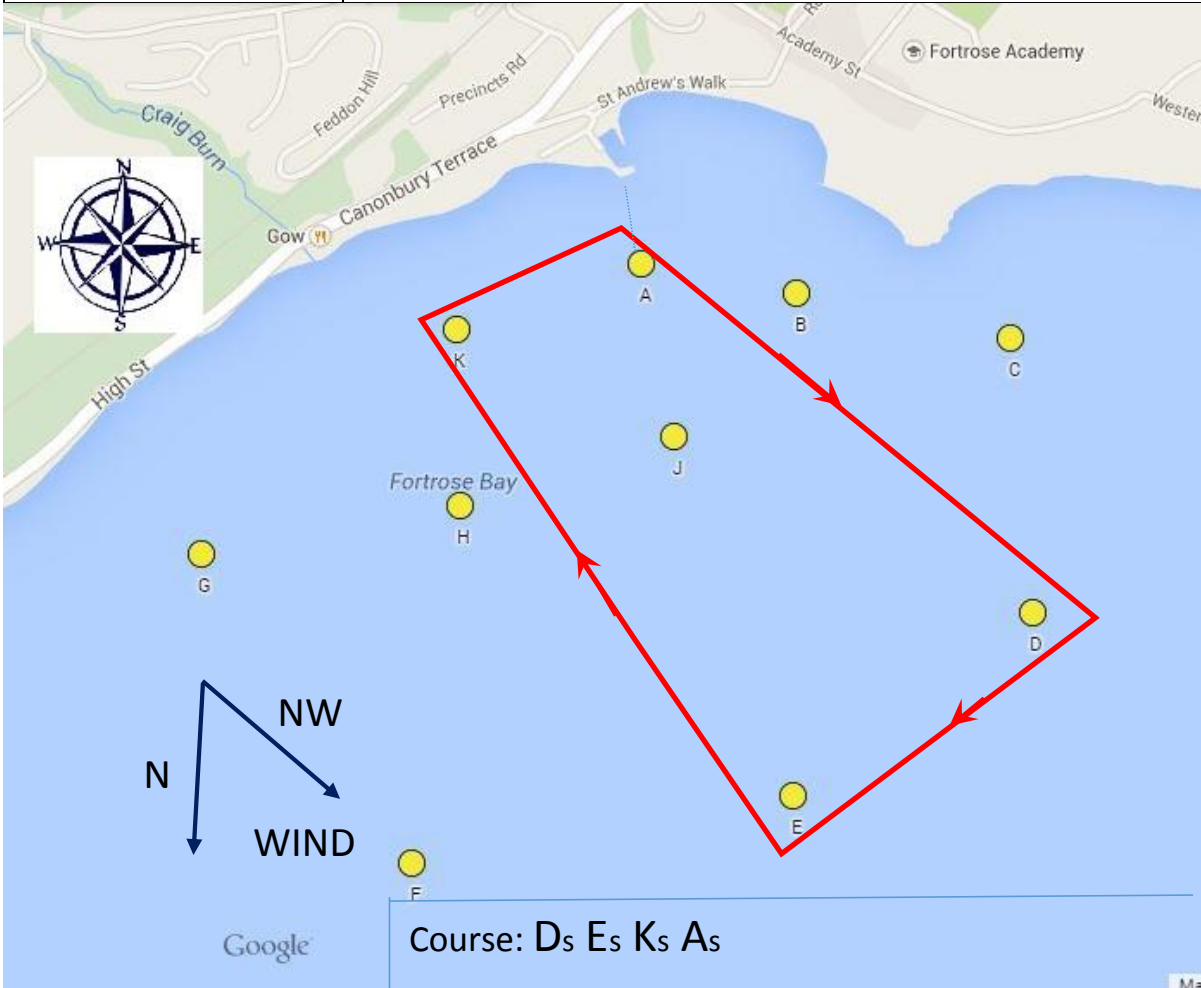 Academy St
Fortrose Academy
Precincts Rd
St Andrew's Walk
Feddon Hill
Wester
Craig Burn
Canonbury Terrace
N
W
E
S
Gow
High St
A
B
C
K
J
Fortrose Bay
H
G
D
NW
N
WIND
E
F
Google
Course: Ds Es Ks As